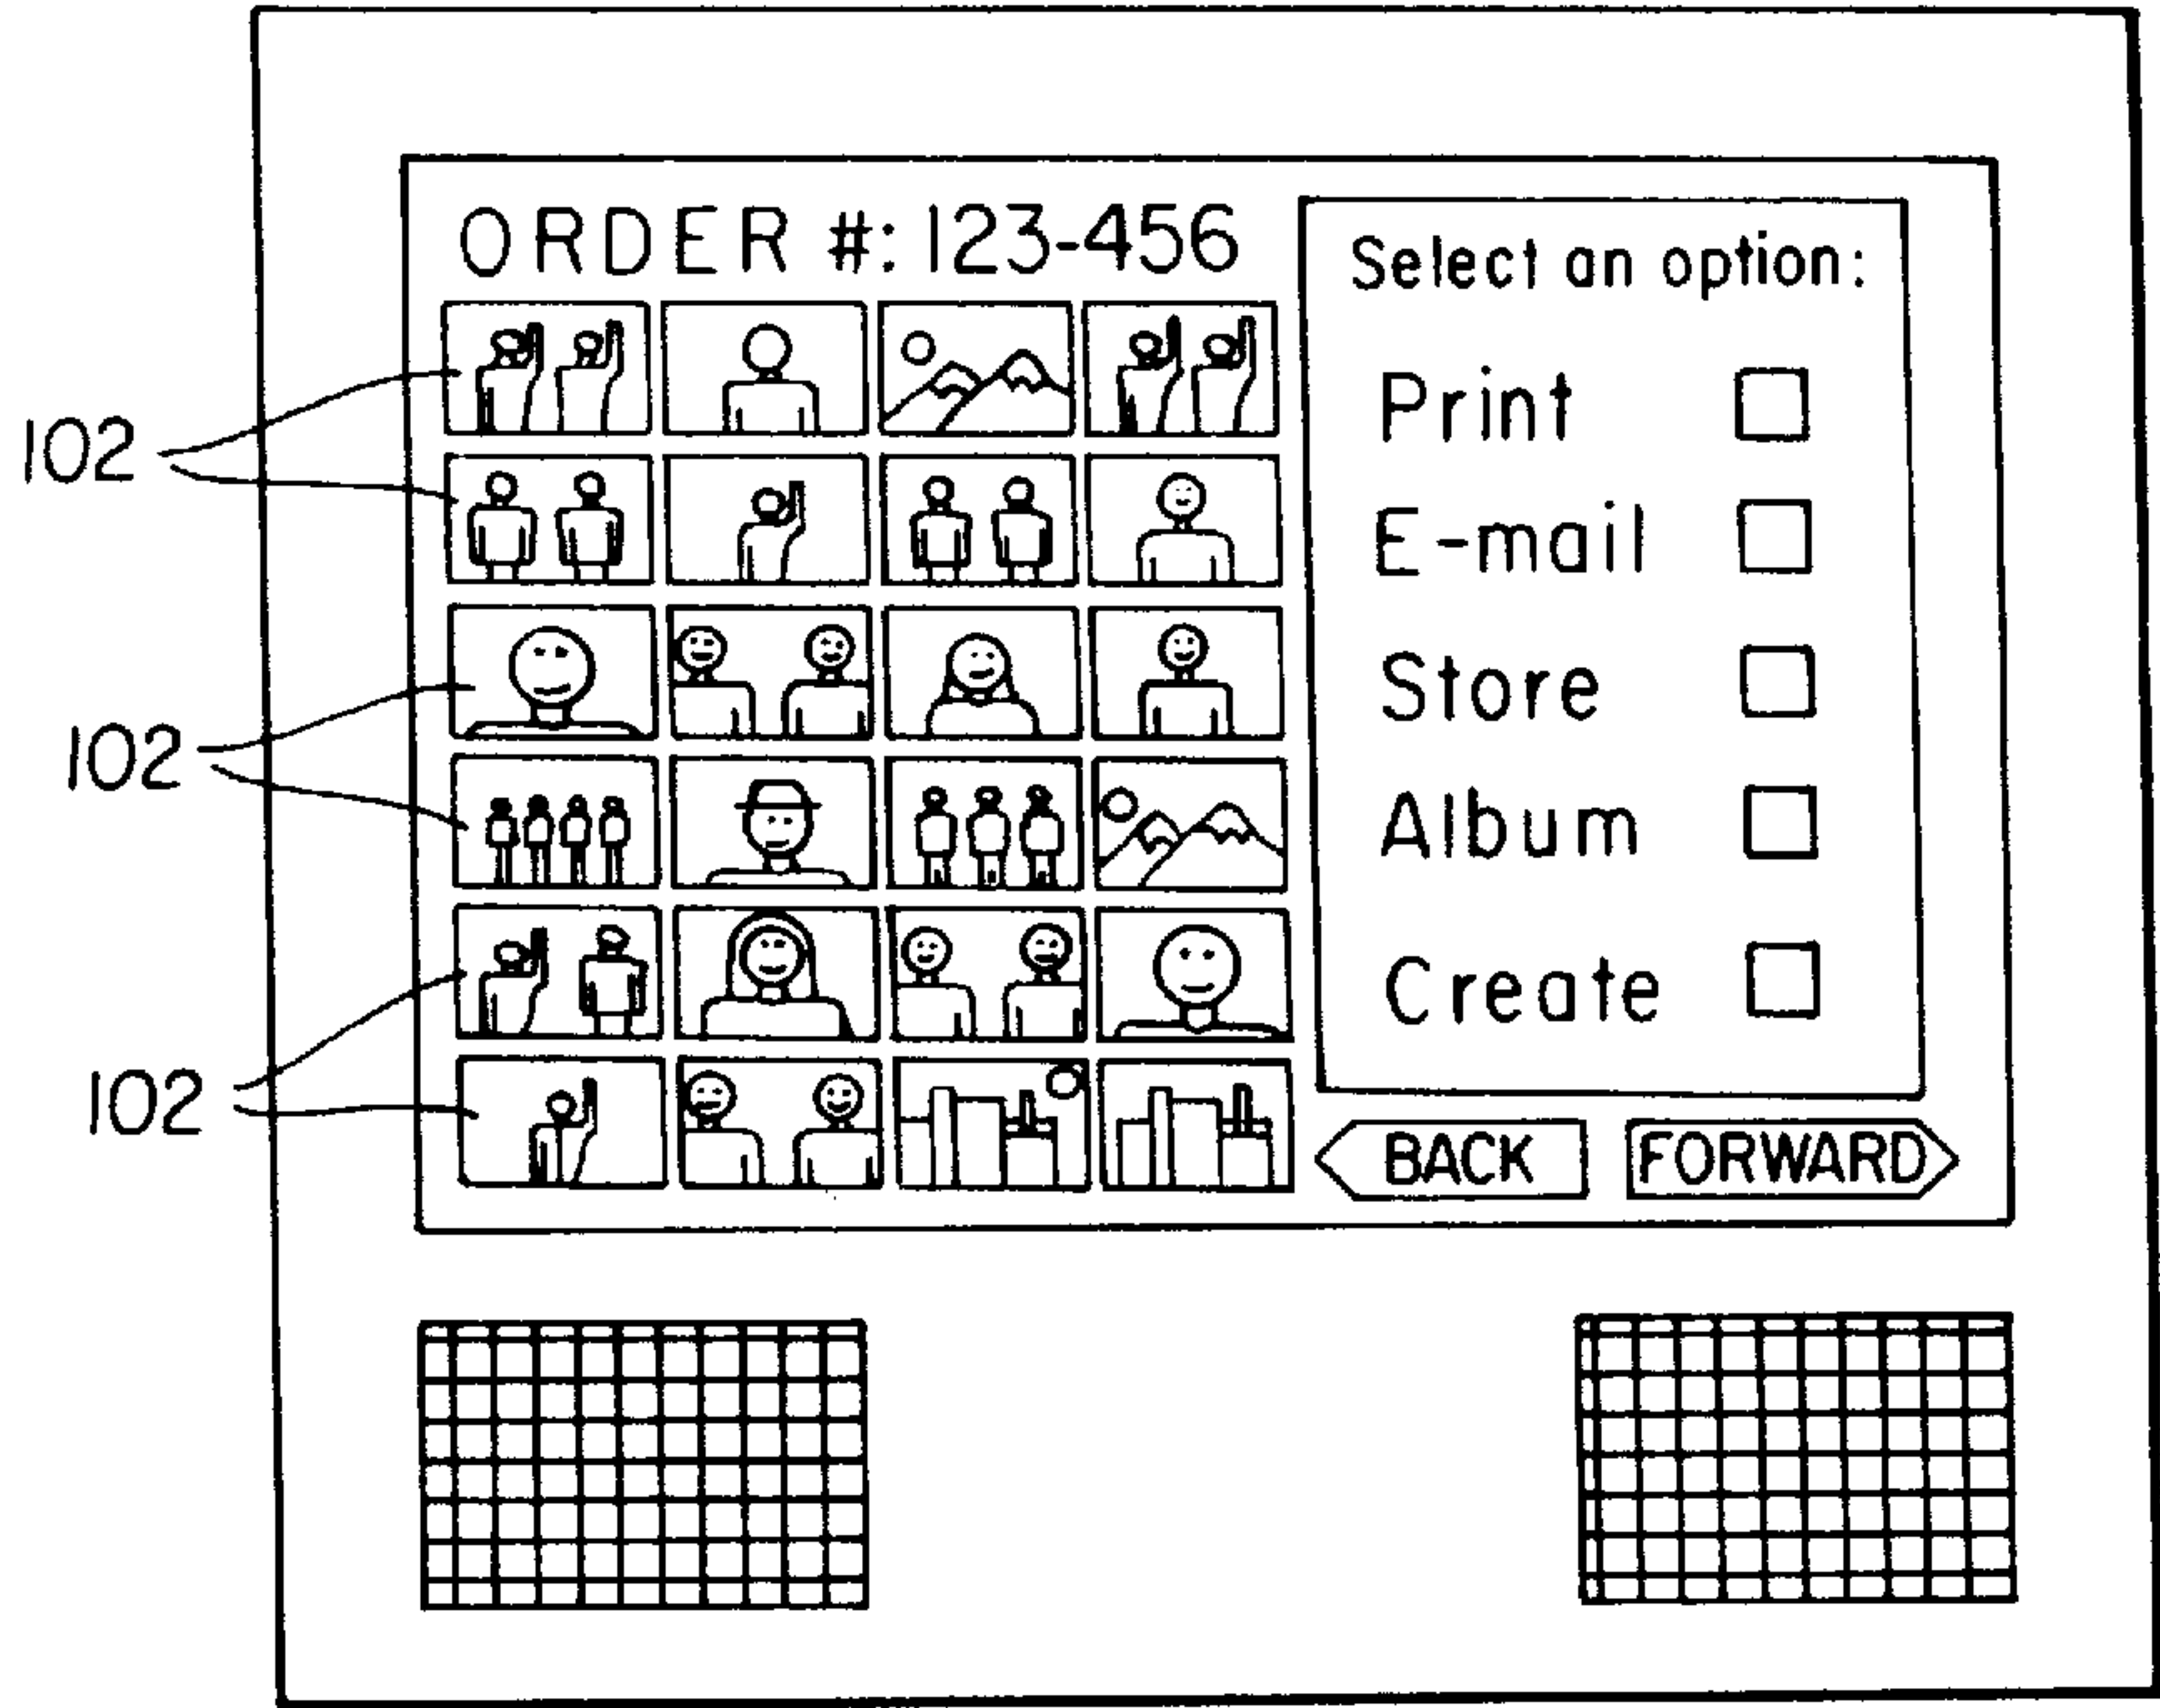 ORDER #: 123-456
Select an option:
Print
E-mail
Store
Album
Create
BACK
FORWARD
102
102
102